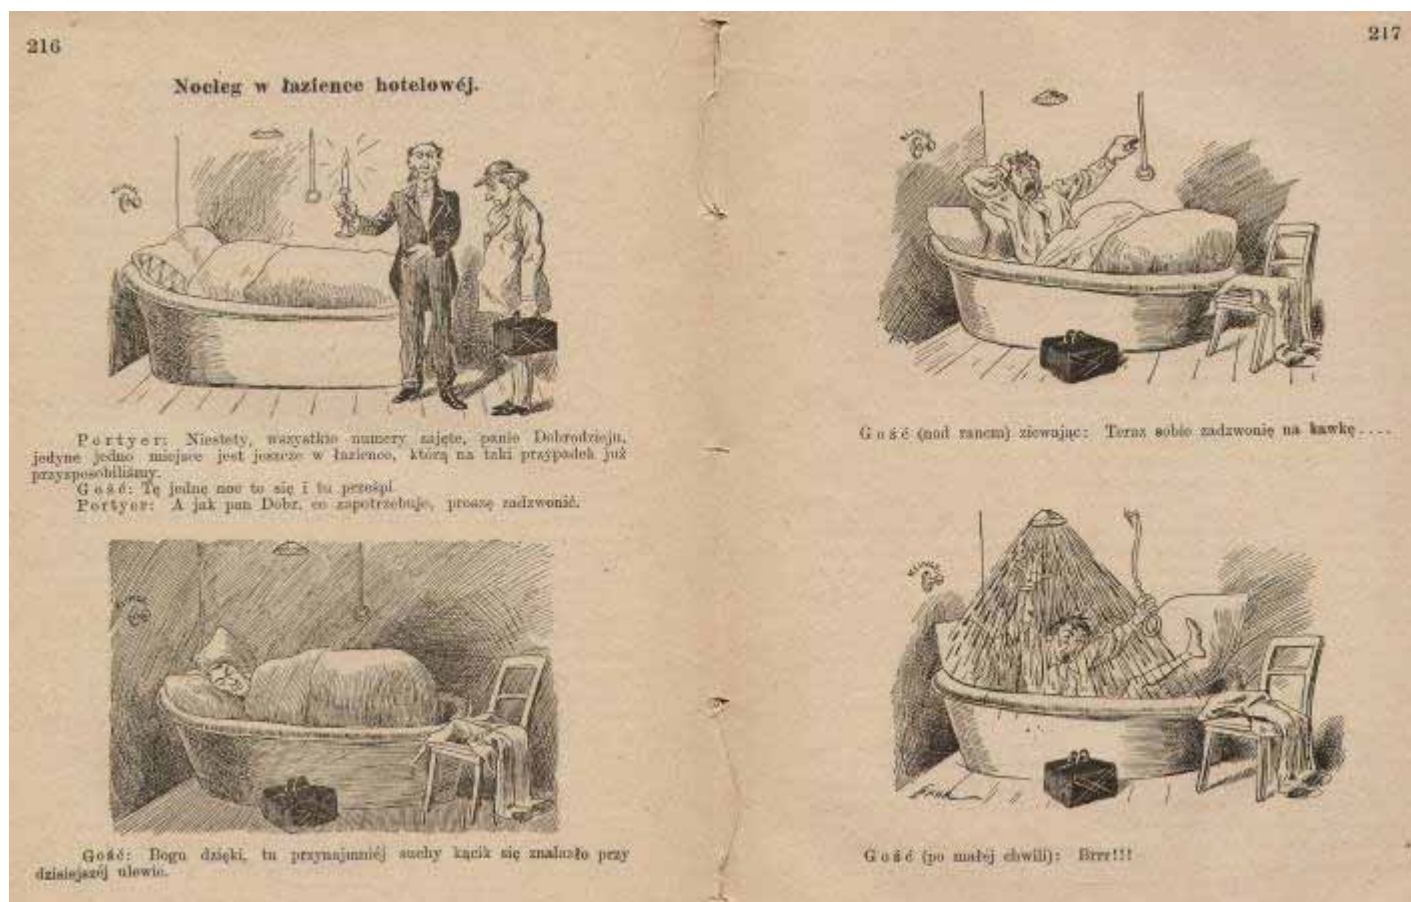 216
Nocleg w łazience hotelowéj.
Portyer: Niestety, wszystkie numery zajęte, panie Dobrodzieju,
jedyne jedno miejsce jest jeszcze w łazience, którą na taki przypadek już
przysposobiliśmy.
Gość: Tę jedne noc to się i tu prześpi
Portyer: A jak pan Dobr. co zapotrzebuje, proszę zadzwonić.
Gość: Bogu dzięki, tu przynajmniéj suchy kącik się znalazło przy
dzisiejszéj ulewie.
217
Gość (nad ranem) ziewając: Teraz sobie zadzwonię na kawkę....
Gość (po małej chwili): Brrr!!!